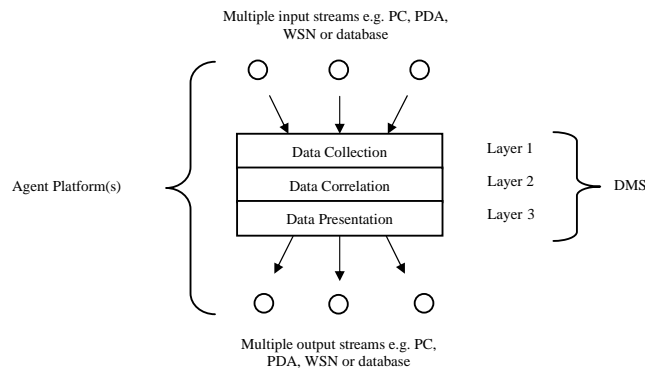 Multiple input streams e.g. PC, PDA,
WSN or database
Data Collection
Layer 1
Agent Platform(s)
Data Correlation
Layer 2
DMS
Data Presentation
Layer 3
Multiple output streams e.g. PC,
PDA, WSN or database